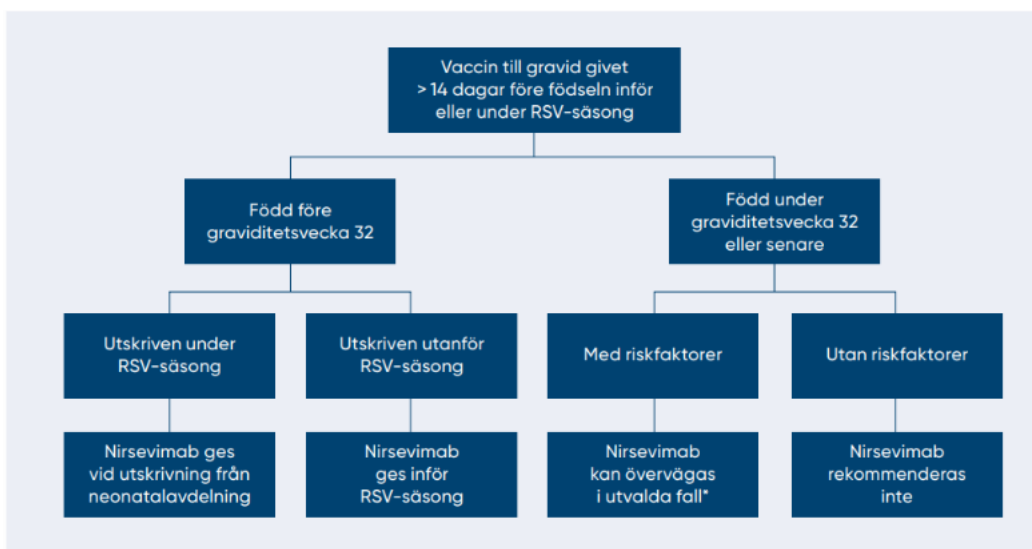 Vaccin till gravid givet
> 14 dagar före födseln inför
eller under RSV-säsong
Född före
graviditetsvecka 32
Född under
graviditetsvecka 32
eller senare
Utskriven under
RSV-säsong
Utskriven utanför
RSV-säsong
Med riskfaktorer
Utan riskfaktorer
Nirsevimab ges
vid utskrivning från
neonatalavdelning
Nirsevimab
ges inför
RSV-säsong
Nirsevimab
kan övervägas
i utvalda fall*
Nirsevimab
rekommenderas
inte